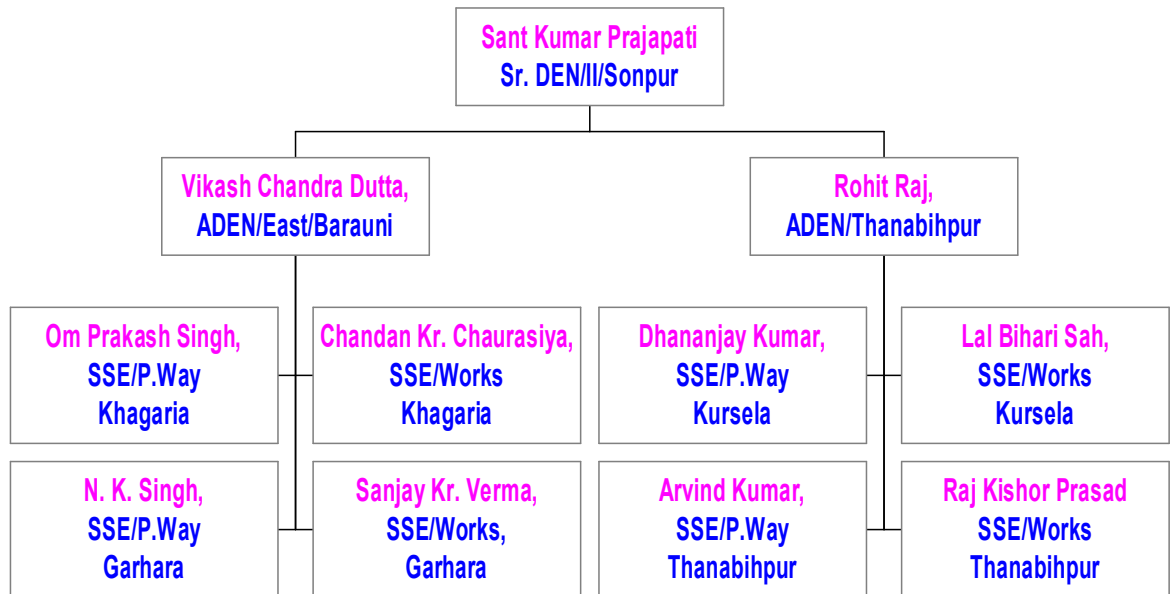 Sant Kumar Prajapati
Sr. DEN/II/Sonpur
Vikash Chandra Dutta,
ADEN/East/Barauni
Rohit Raj,
ADEN/Thanabihpur
Om Prakash Singh,
SSE/P.Way
Khagaria
Chandan Kr. Chaurasiya,
SSE/Works
Khagaria
Dhananjay Kumar,
SSE/P.Way
Kursela
Lal Bihari Sah,
SSE/Works
Kursela
N. K. Singh,
SSE/P.Way
Garhara
Sanjay Kr. Verma,
SSE/Works,
Garhara
Arvind Kumar,
SSE/P.Way
Thanabihpur
Raj Kishor Prasad
SSE/Works
Thanabihpur